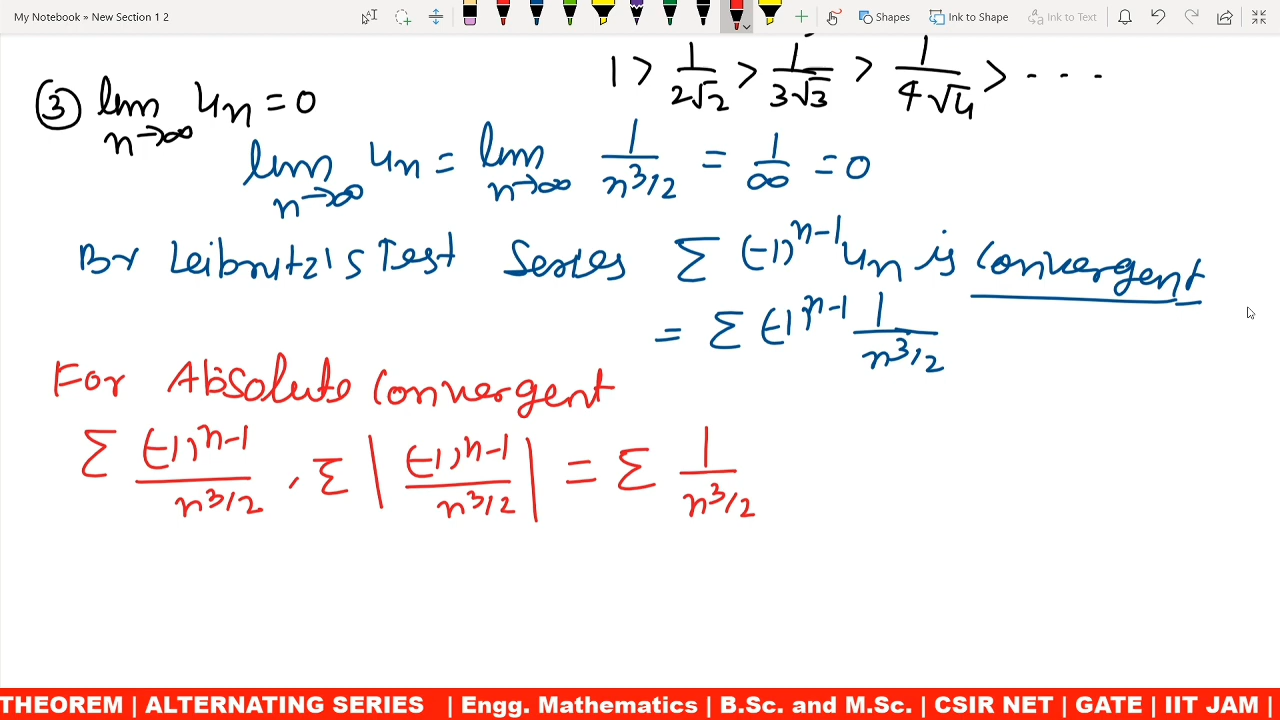 My Notebook » New Section 1 2
Shapes Ink to Shape Ink to Text
1 > 1/2√2 > 1/3√3 > 1/4√4 > - - -
③ lim n→∞ un = 0
lim n→∞ un = lim n→∞ 1/n^3/2 = 1/∞ = 0
By Leibnitz's Test Series Σ (-1)^n-1 un is convergent
= Σ (-1)^n-1 1/n^3/2
For Absolute Convergent
Σ (-1)^n-1/n^3/2 , Σ |(-1)^n-1/n^3/2| = Σ 1/n^3/2
THEOREM | ALTERNATING SERIES | Engg. Mathematics | B.Sc. and M.Sc. | CSIR NET | GATE | IIT JAM |